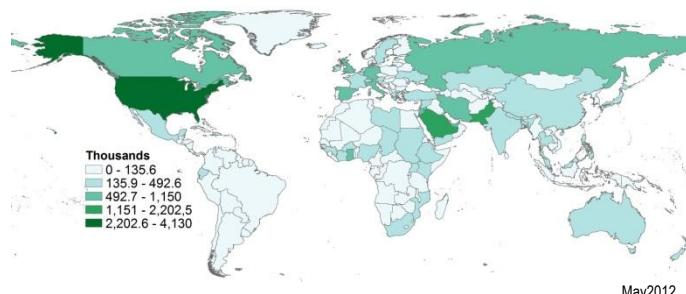 Thousands
0 - 135.6
135.9 - 492.6
492.7 - 1,150
1,151 - 2,202,5
2,202.6 - 4,130
May2012